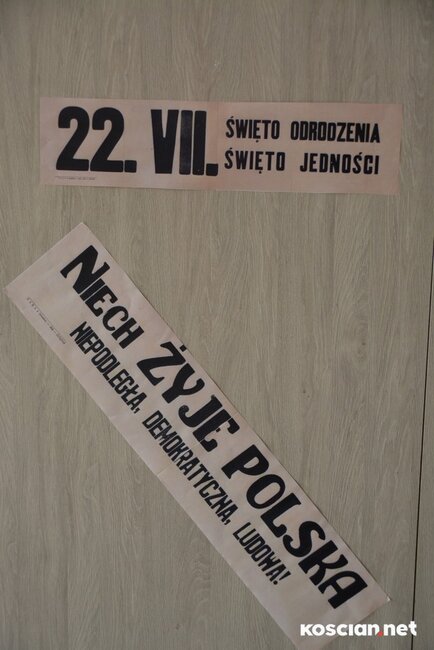 22. VII. ŚWIĘTO ODRODZENIA
ŚWIĘTO JEDNOŚCI
NIECH ŻYJE POLSKA
NIEPODLEGŁA, DEMOKRATYCZNA, LUDOWA!
KOSCIAN.net